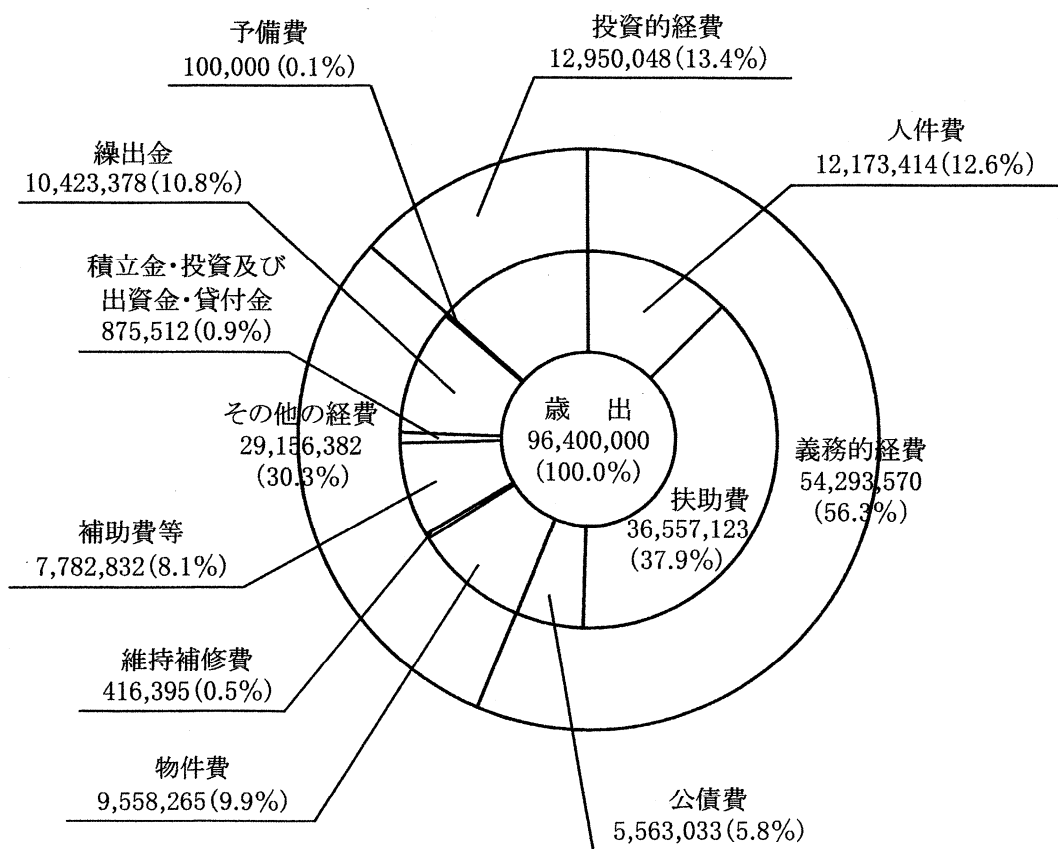 予備費
100,000(0.1%)
投資的経費
12,950,048(13.4%)
人件費
12,173,414(12.6%)
繰出金
10,423,378(10.8%)
積立金・投資及び
出資金・貸付金
875,512(0.9%)
その他の経費
29,156,382
(30.3%)
歳 出
96,400,000
(100.0%)
義務的経費
54,293,570
(56.3%)
扶助費
36,557,123
(37.9%)
補助費等
7,782,832(8.1%)
維持補修費
416,395(0.5%)
物件費
9,558,265(9.9%)
公債費
5,563,033(5.8%)